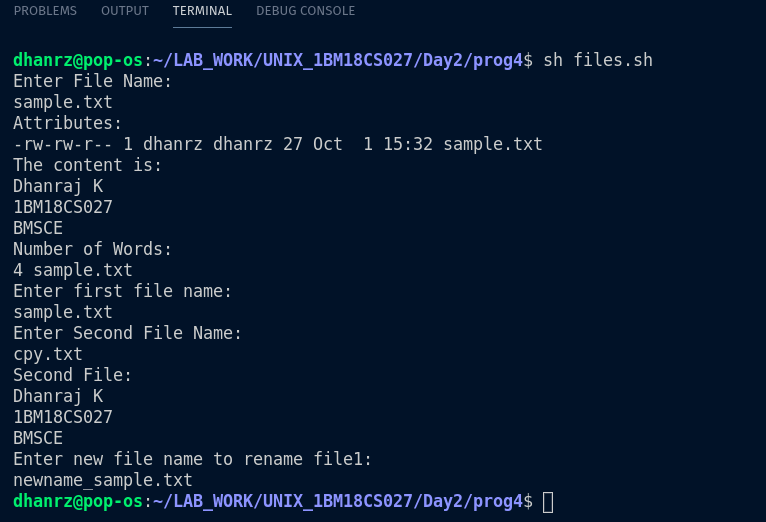 PROBLEMS OUTPUT TERMINAL DEBUG CONSOLE
dhanrz@pop-os:~/LAB_WORK/UNIX_1BM18CS027/Day2/prog4$ sh files.sh
Enter File Name:
sample.txt
Attributes:
-rw-rw-r-- 1 dhanrz dhanrz 27 Oct  1 15:32 sample.txt
The content is:
Dhanraj K
1BM18CS027
BMSCE
Number of Words:
4 sample.txt
Enter first file name:
sample.txt
Enter Second File Name:
cpy.txt
Second File:
Dhanraj K
1BM18CS027
BMSCE
Enter new file name to rename file1:
newname_sample.txt
dhanrz@pop-os:~/LAB_WORK/UNIX_1BM18CS027/Day2/prog4$